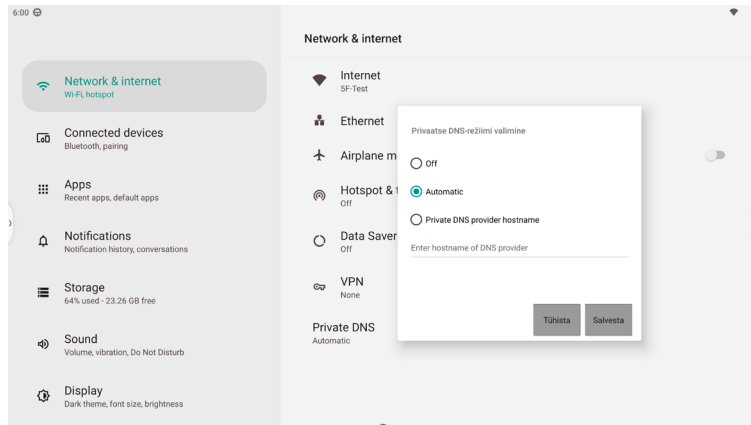 6:00
Network & internet
Network & internet
Wi-Fi, hotspot
Connected devices
Bluetooth, pairing
Apps
Recent apps, default apps
Notifications
Notification history, conversations
Storage
64% used - 23.26 GB free
Sound
Volume, vibration, Do Not Disturb
Display
Dark theme, font size, brightness
Internet
5F-Test
Ethernet
Airplane m
Hotspot & t
Off
Data Saver
Off
VPN
None
Private DNS
Automatic
Privaatse DNS-režiimi valimine
Off
Automatic
Private DNS provider hostname
Enter hostname of DNS provider
Tühista
Salvesta